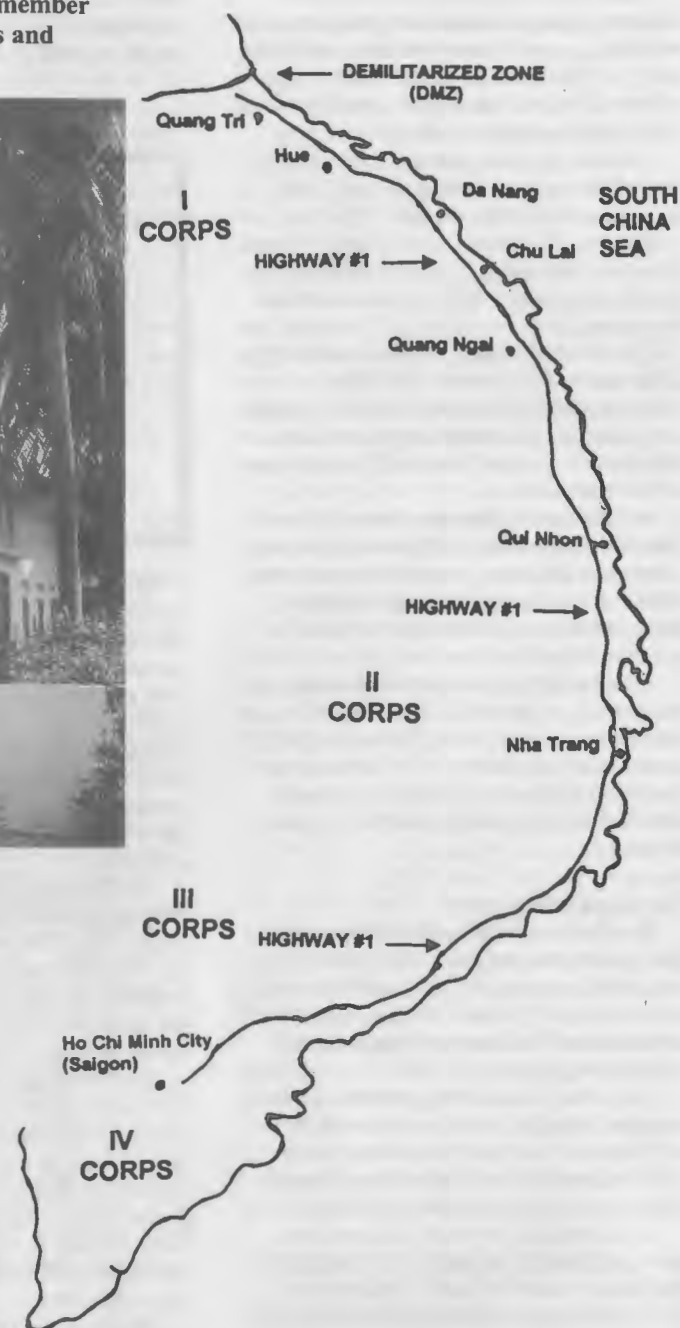 member
s and
DEMILITARIZED ZONE
(DMZ)
Quang Tri
Hue
I
CORPS
Da Nang
SOUTH
CHINA
SEA
HIGHWAY #1
Chu Lai
Quang Ngai
Qui Nhon
HIGHWAY #1
II
CORPS
Nha Trang
III
CORPS
HIGHWAY #1
Ho Chi Minh City
(Saigon)
IV
CORPS